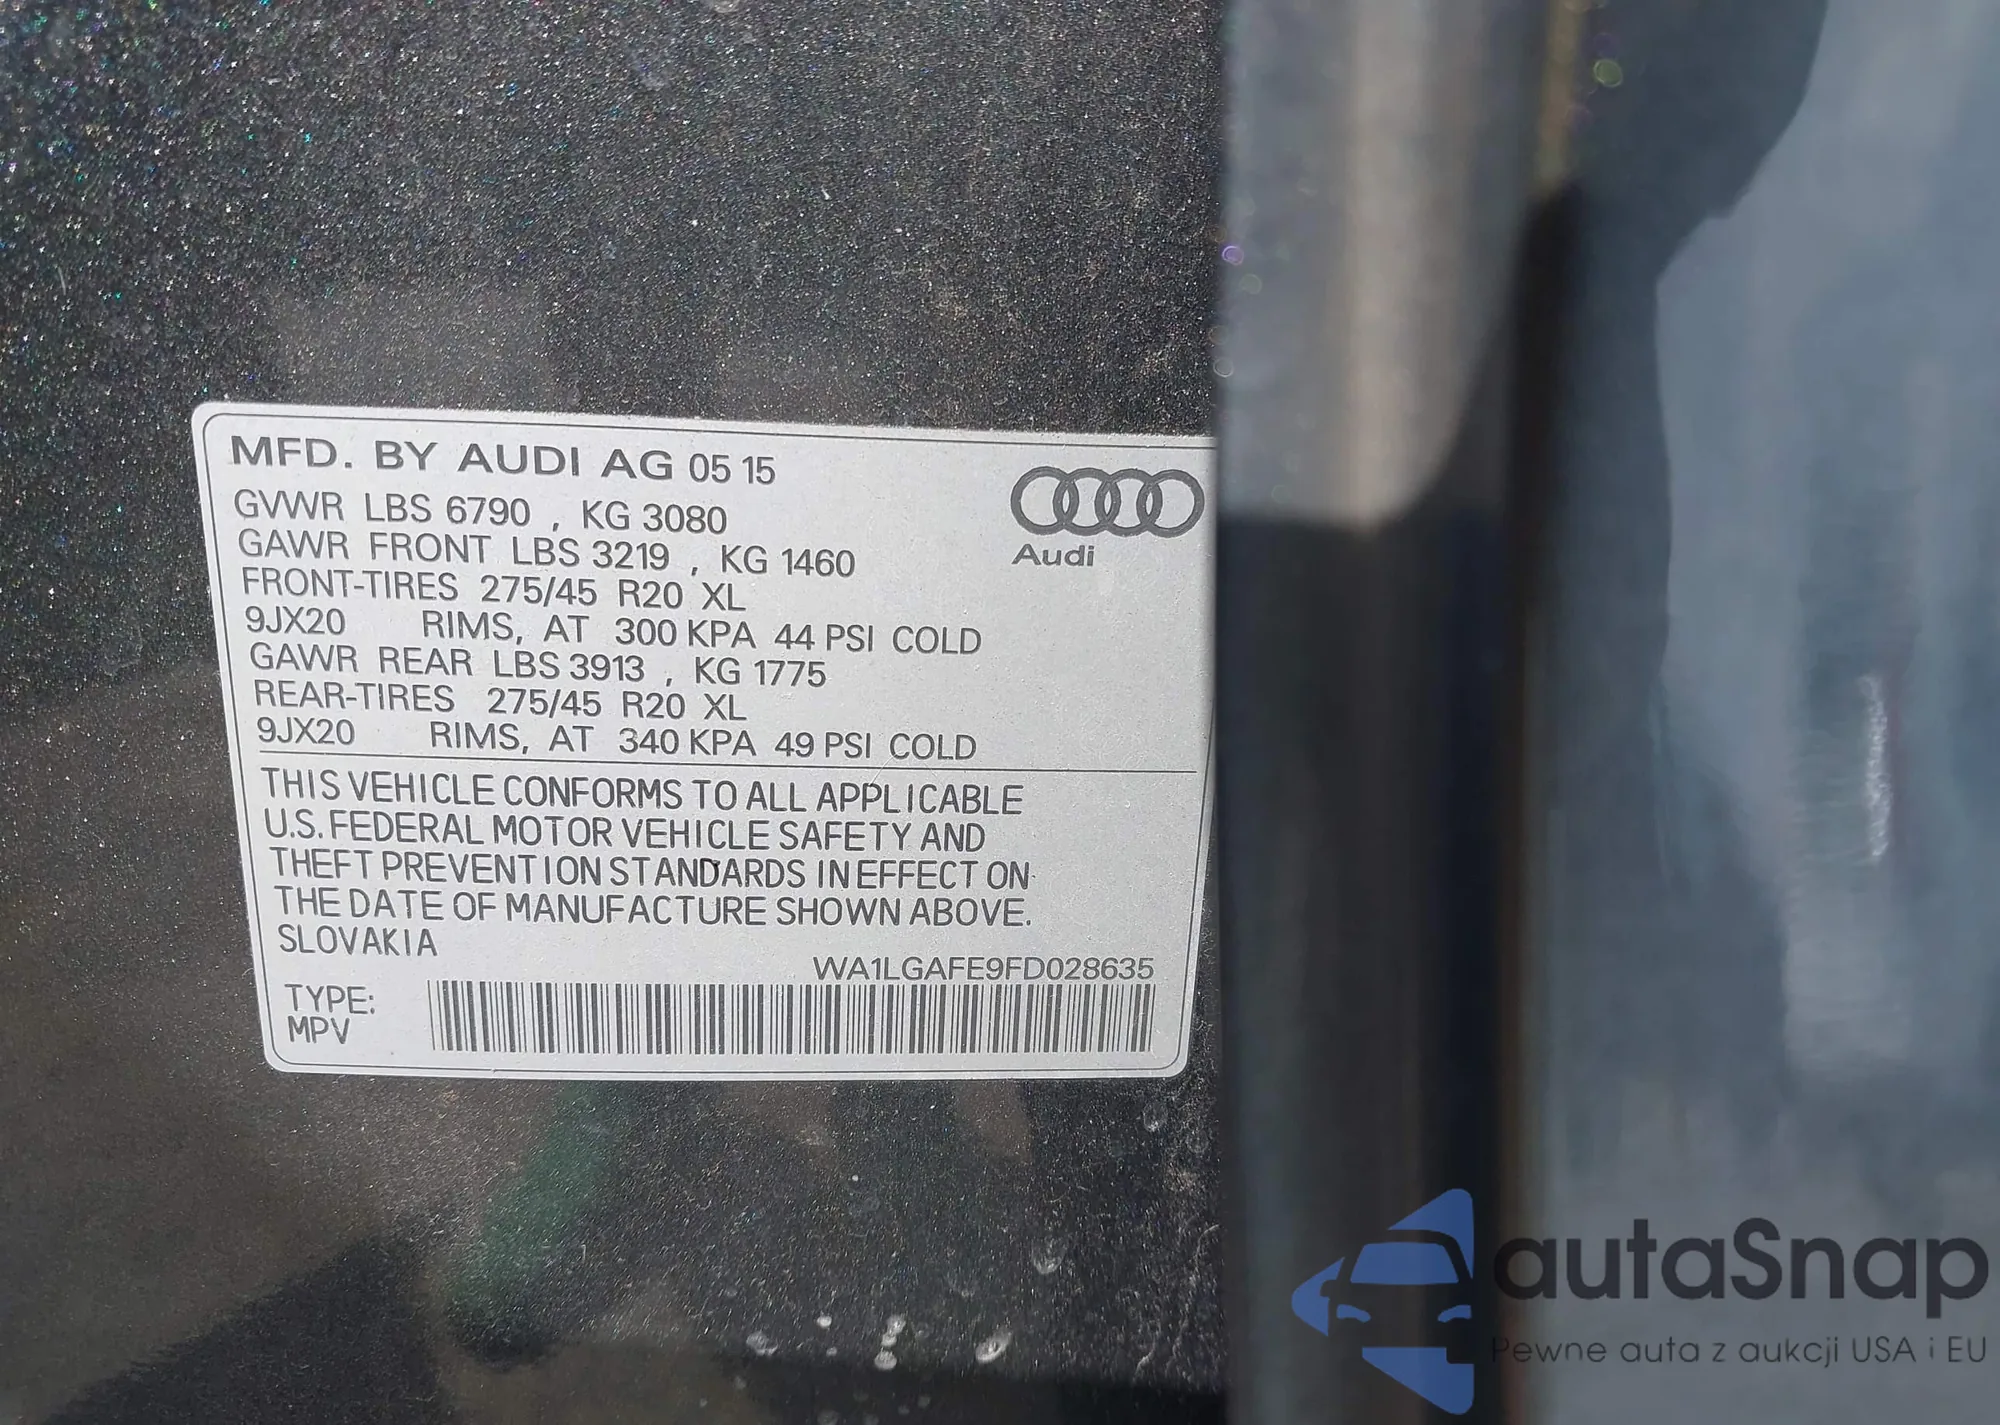 MFD. BY AUDI AG 05 15
GVWR LBS 6790 , KG 3080
GAWR FRONT LBS 3219 , KG 1460
FRONT-TIRES 275/45 R20 XL
9JX20 RIMS, AT 300 KPA 44 PSI COLD
GAWR REAR LBS 3913 , KG 1775
REAR-TIRES 275/45 R20 XL
9JX20 RIMS, AT 340 KPA 49 PSI COLD
Audi
THIS VEHICLE CONFORMS TO ALL APPLICABLE
U.S. FEDERAL MOTOR VEHICLE SAFETY AND
THEFT PREVENTION STANDARDS IN EFFECT ON
THE DATE OF MANUFACTURE SHOWN ABOVE.
SLOVAKIA
WA1LGAFE9FD028635
TYPE:
MPV
autaSnap
Pewne auta z aukcji USA i EU